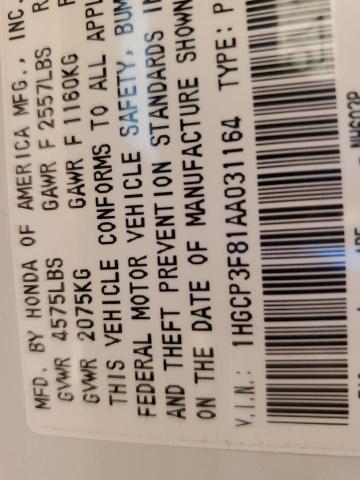 MFD. BY HONDA OF AMERICA MFG., INC.
GVWR 4575LBS GAWR F 2557LBS R
GVWR 2075KG GAWR F 1160KG
THIS VEHICLE CONFORMS TO ALL APPL
FEDERAL MOTOR VEHICLE SAFETY, BUM
AND THEFT PREVENTION STANDARDS I
ON THE DATE OF MANUFACTURE SHOWN
V.I.N.: 1HGCP3F81AA031164 TYPE: P